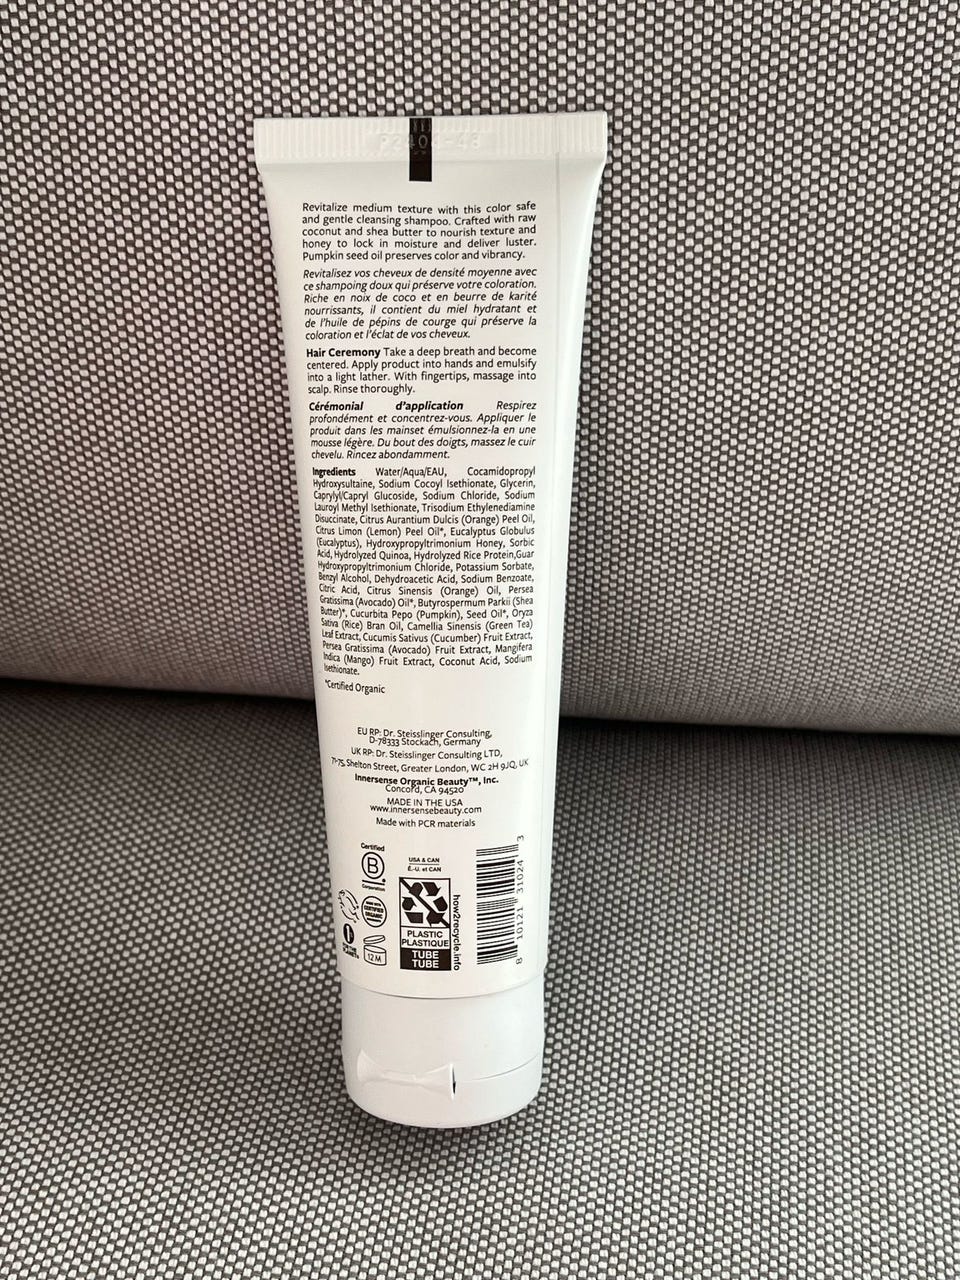 P2404-48
Revitalize medium texture with this color safe
and gentle cleansing shampoo. Crafted with raw
coconut and shea butter to nourish texture and
honey to lock in moisture and deliver luster.
Pumpkin seed oil preserves color and vibrancy.
Revitalisez vos cheveux de densité moyenne avec
ce shampoing doux qui préserve votre coloration.
Riche en noix de coco et en beurre de karité
nourrissants, il contient du miel hydratant et
de l'huile de pépins de courge qui préserve la
coloration et l'éclat de vos cheveux.
Hair Ceremony Take a deep breath and become
centered. Apply product into hands and emulsify
into a light lather. With fingertips, massage into
scalp. Rinse thoroughly.
Cérémonial d'application Respirez
profondément et concentrez-vous. Appliquer le
produit dans les mainset émulsionnez-la en une
mousse légère. Du bout des doigts, massez le cuir
chevelu. Rincez abondamment.
Ingredients Water/Aqua/EAU, Cocamidopropyl
Hydroxysultaine, Sodium Cocoyl Isethionate, Glycerin,
Caprylyl/Capryl Glucoside, Sodium Chloride, Sodium
Lauroyl Methyl Isethionate, Trisodium Ethylenediamine
Disuccinate, Citrus Aurantium Dulcis (Orange) Peel Oil,
Citrus Limon (Lemon) Peel Oil*, Eucalyptus Globulus
(Eucalyptus), Hydroxypropyltrimonium Honey, Sorbic
Acid, Hydrolyzed Quinoa, Hydrolyzed Rice Protein,Guar
Hydroxypropyltrimonium Chloride, Potassium Sorbate,
Benzyl Alcohol, Dehydroacetic Acid, Sodium Benzoate,
Citric Acid, Citrus Sinensis (Orange) Oil, Persea
Gratissima (Avocado) Oil*, Butyrospermum Parkii (Shea
Butter)*, Cucurbita Pepo (Pumpkin), Seed Oil*, Oryza
Sativa (Rice) Bran Oil, Camellia Sinensis (Green Tea)
Leaf Extract, Cucumis Sativus (Cucumber) Fruit Extract,
Persea Gratissima (Avocado) Fruit Extract, Mangifera
Indica (Mango) Fruit Extract, Coconut Acid, Sodium
Isethionate.
*Certified Organic
EU RP: Dr. Steisslinger Consulting,
D-78333 Stockach, Germany
UK RP: Dr. Steisslinger Consulting LTD,
71-75, Shelton Street, Greater London, WC 2H 9JQ, UK
Innersense Organic Beauty™, Inc.
Concord, CA 94520
MADE IN THE USA
www.innersensebeauty.com
Made with PCR materials
Certified
B
Corporation
MADE WITH
CERTIFIED
ORGANIC
12 M
USA & CAN
É.-U. et CAN
PLASTIC
PLASTIQUE
TUBE
TUBE
how2recycle.info
8 10121 31024 3